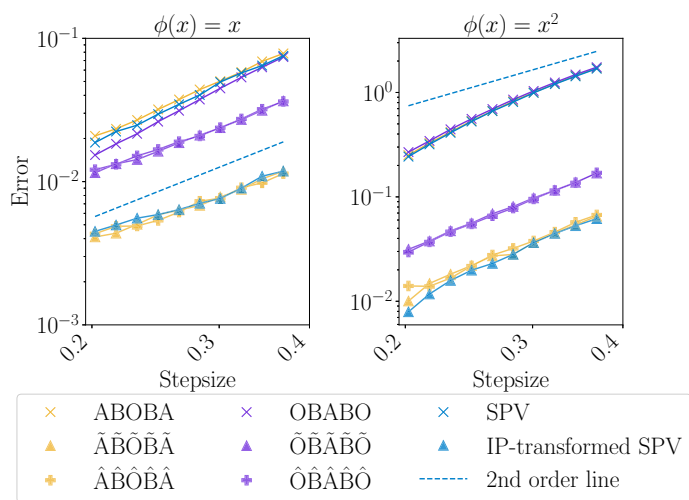 ϕ(x) = x
ϕ(x) = x²
Error
10⁻¹
10⁻²
10⁻³
10⁰
10⁻¹
10⁻²
0.2
0.3
0.4
0.2
0.3
0.4
Stepsize
Stepsize
ABOBA
OBABO
SPV
ÃB̃ÕB̃Ã
ÕB̃ÃB̃Õ
IP-transformed SPV
ÂB̂ÔB̂Â
ÔB̂ÂB̂Ô
2nd order line